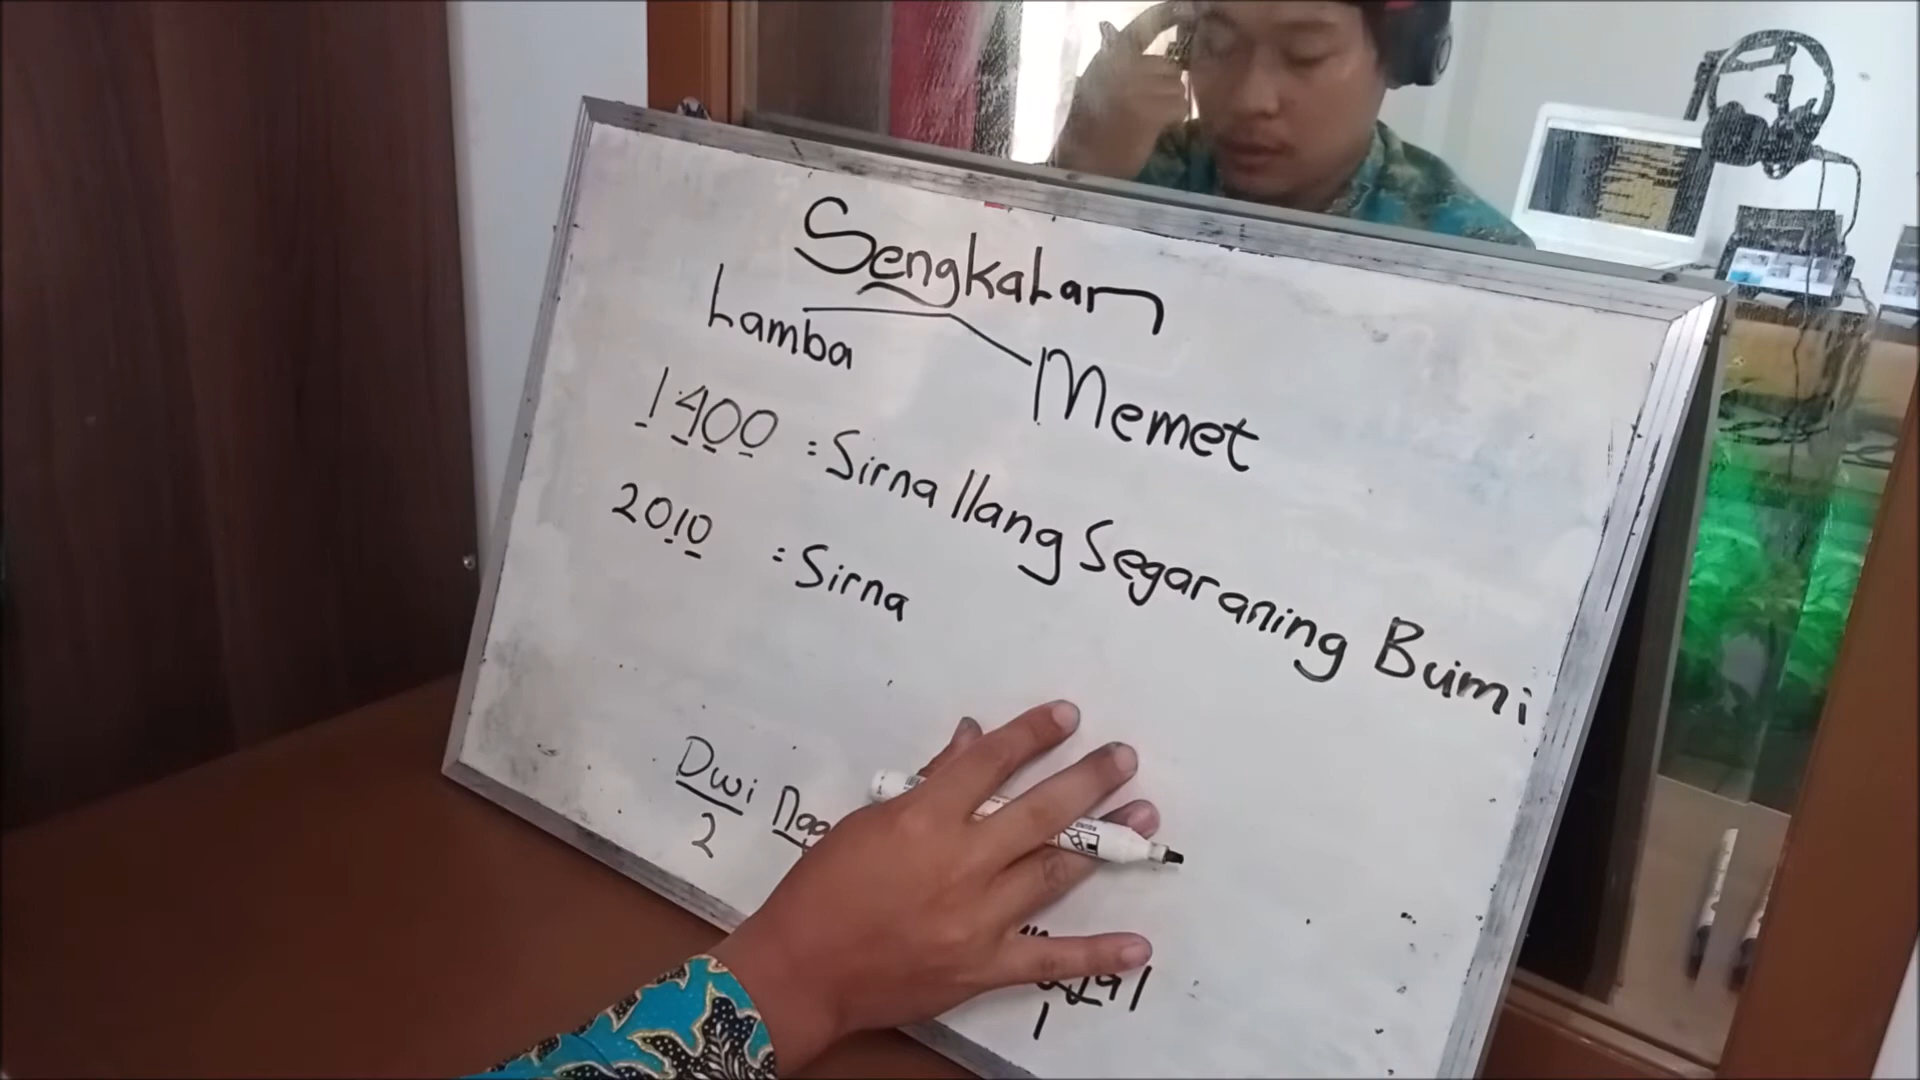 Sengkalan
Lamba
Memet
1400 : Sirna Ilang Segaraning Bumi
2010 : Sirna
Dwi
2
1